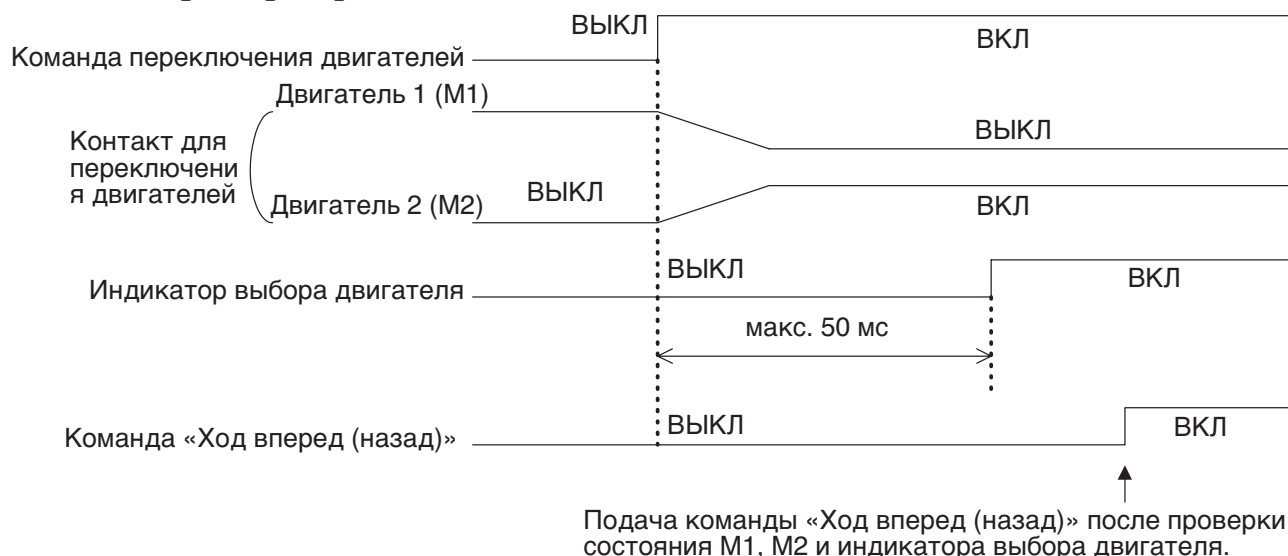 ВЫКЛ
ВКЛ
Команда переключения двигателей
Двигатель 1 (M1)
ВЫКЛ
Контакт для
переключени
я двигателей
Двигатель 2 (M2)
ВЫКЛ
ВКЛ
ВЫКЛ
ВКЛ
Индикатор выбора двигателя
макс. 50 мс
ВЫКЛ
ВКЛ
Команда «Ход вперед (назад)»
Подача команды «Ход вперед (назад)» после проверки
состояния M1, M2 и индикатора выбора двигателя.